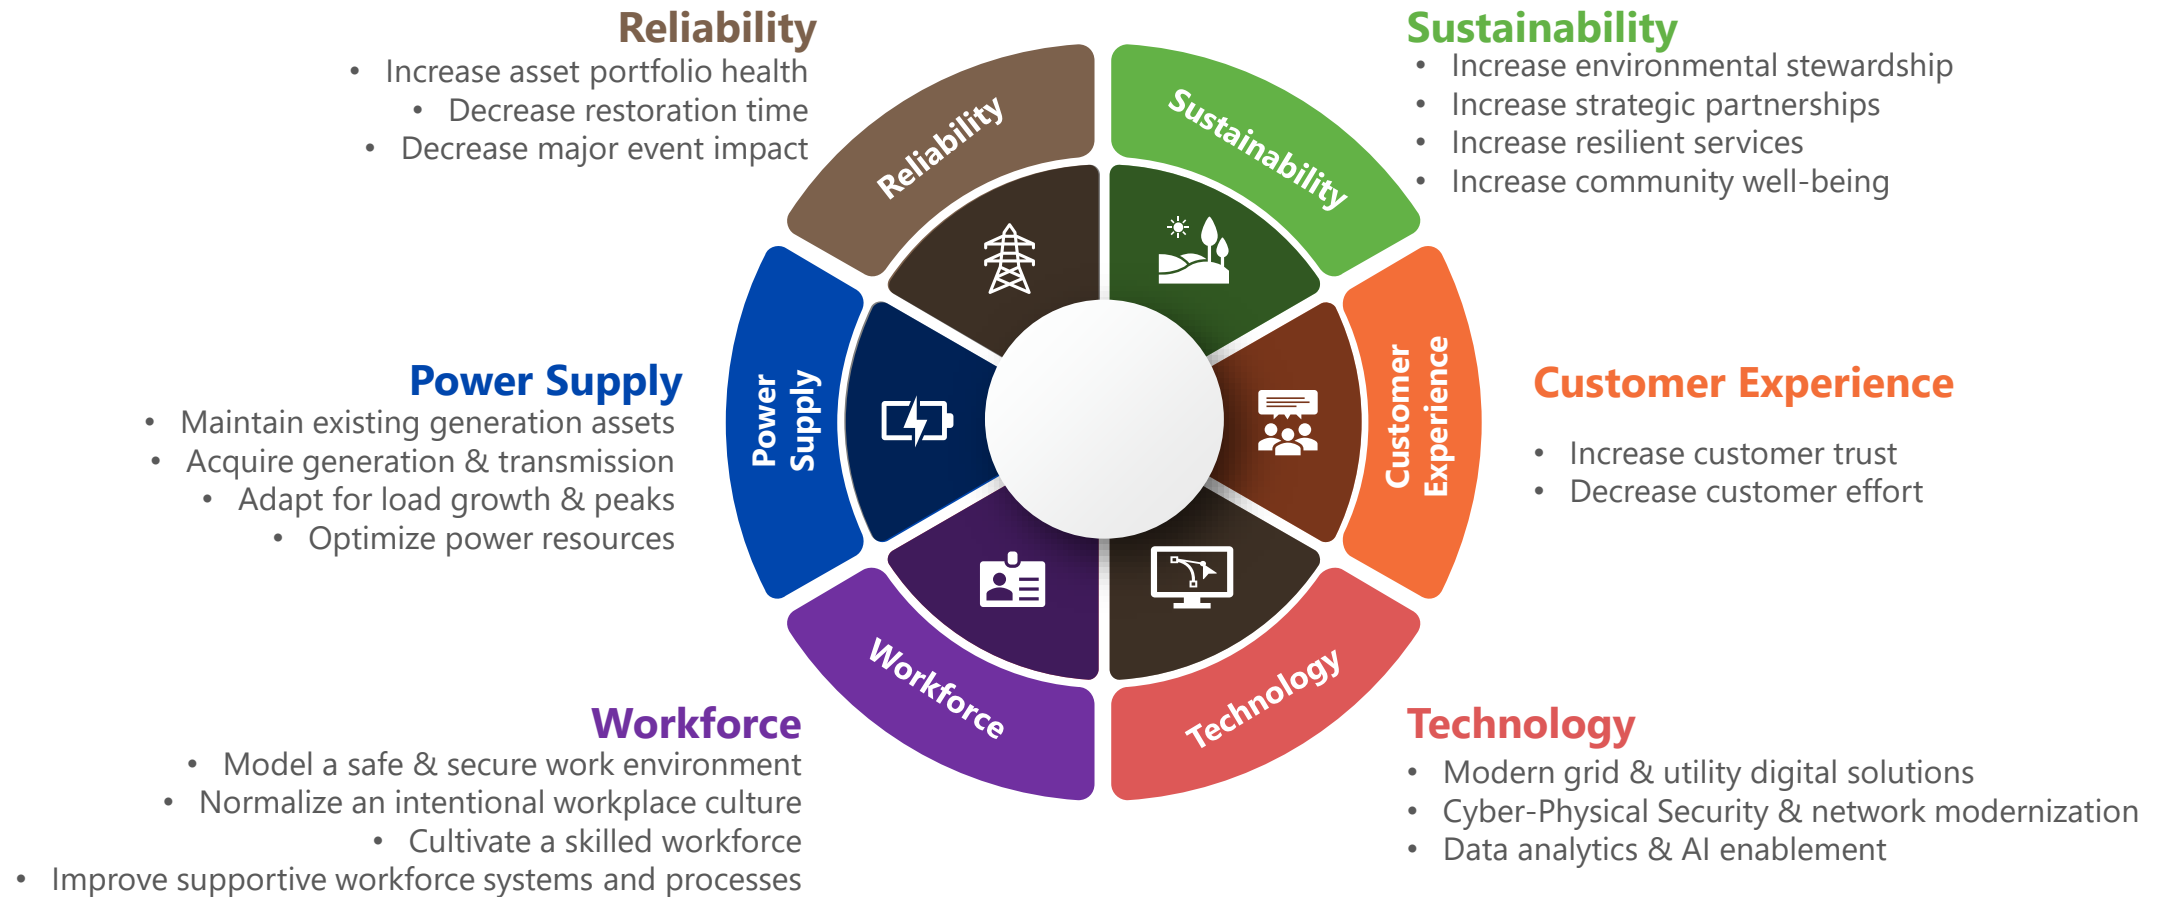 Reliability
• Increase asset portfolio health
• Decrease restoration time
• Decrease major event impact
Sustainability
• Increase environmental stewardship
• Increase strategic partnerships
• Increase resilient services
• Increase community well-being
Reliability
Sustainability
Power Supply
• Maintain existing generation assets
• Acquire generation & transmission
• Adapt for load growth & peaks
• Optimize power resources
Power
Supply
Customer
Experience
Customer Experience
• Increase customer trust
• Decrease customer effort
Workforce
Technology
Workforce
• Model a safe & secure work environment
• Normalize an intentional workplace culture
• Cultivate a skilled workforce
• Improve supportive workforce systems and processes
Technology
• Modern grid & utility digital solutions
• Cyber-Physical Security & network modernization
• Data analytics & AI enablement